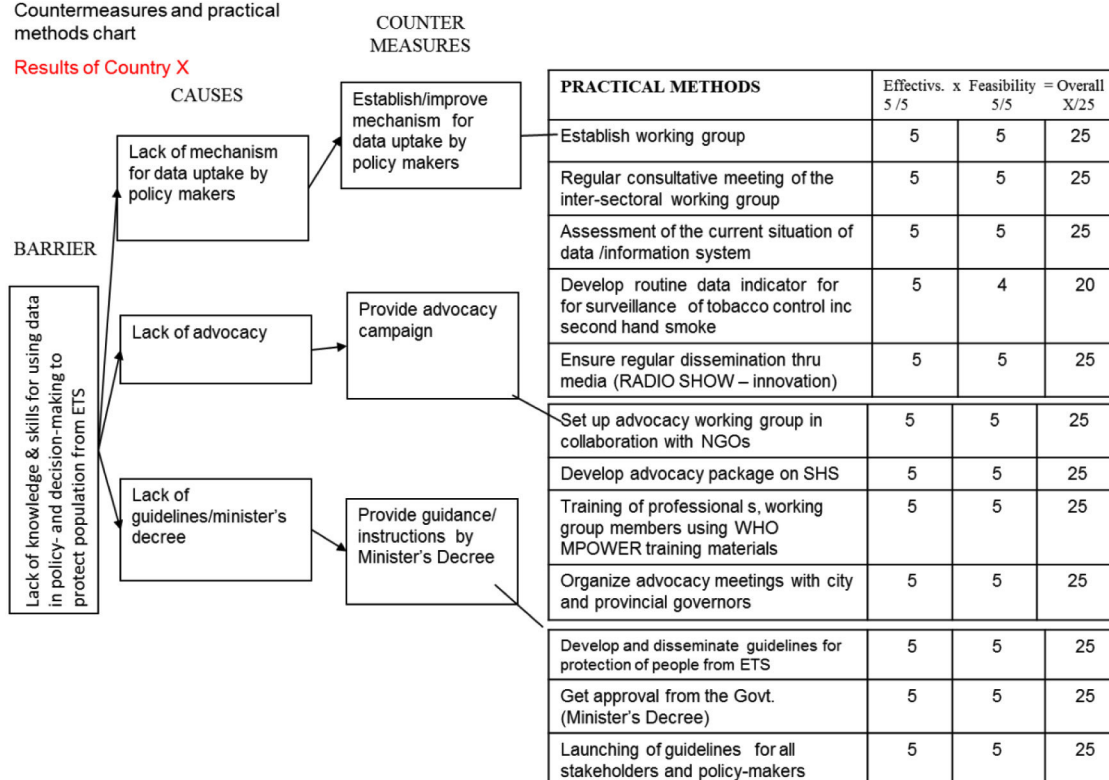 Countermeasures and practical
methods chart
Results of Country X
CAUSES
COUNTER
MEASURES
BARRIER
Lack of knowledge & skills for using data
in policy- and decision-making to
protect population from ETS
Lack of mechanism
for data uptake by
policy makers
Establish/improve
mechanism for
data uptake by
policy makers
Lack of advocacy
Provide advocacy
campaign
Lack of
guidelines/minister's
decree
Provide guidance/
instructions by
Minister's Decree
PRACTICAL METHODS Effectivs. x Feasibility = Overall
5 /5 5/5 X/25
Establish working group 5 5 25
Regular consultative meeting of the 5 5 25
inter-sectoral working group
Assessment of the current situation of 5 5 25
data /information system
Develop routine data indicator for 5 4 20
for surveillance of tobacco control inc
second hand smoke
Ensure regular dissemination thru 5 5 25
media (RADIO SHOW – innovation)
Set up advocacy working group in 5 5 25
collaboration with NGOs
Develop advocacy package on SHS 5 5 25
Training of professional s, working 5 5 25
group members using WHO
MPOWER training materials
Organize advocacy meetings with city 5 5 25
and provincial governors
Develop and disseminate guidelines for 5 5 25
protection of people from ETS
Get approval from the Govt. 5 5 25
(Minister's Decree)
Launching of guidelines for all 5 5 25
stakeholders and policy-makers